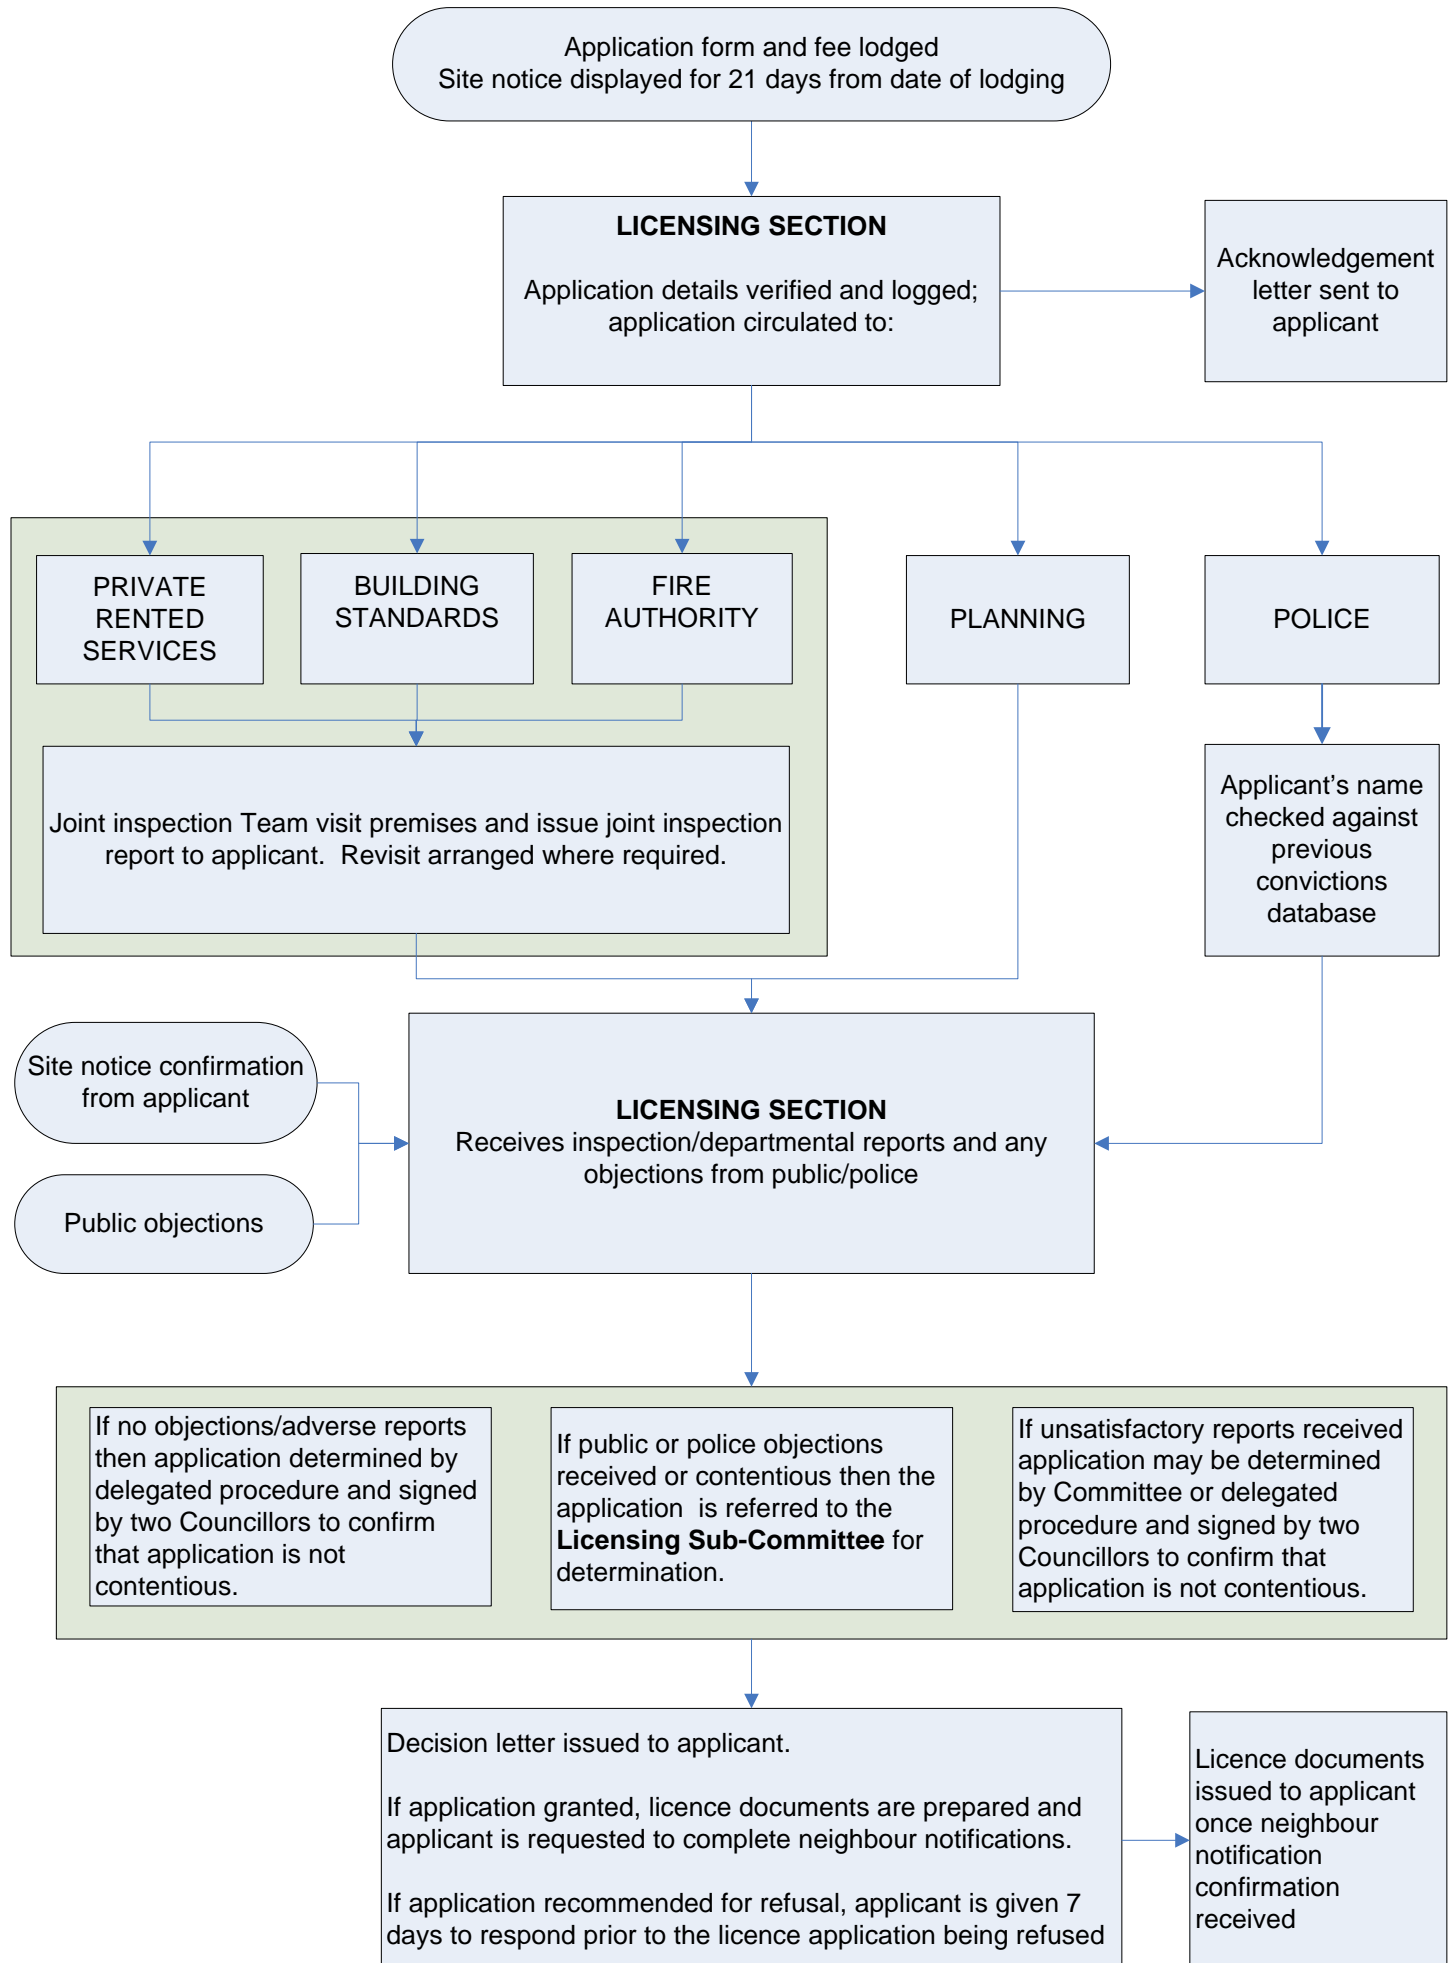 Application form and fee lodged
Site notice displayed for 21 days from date of lodging
LICENSING SECTION
Application details verified and logged;
application circulated to:
Acknowledgement
letter sent to
applicant
PRIVATE
RENTED
SERVICES
BUILDING
STANDARDS
FIRE
AUTHORITY
PLANNING
POLICE
Joint inspection Team visit premises and issue joint inspection
report to applicant.  Revisit arranged where required.
Applicant’s name
checked against
previous
convictions
database
Site notice confirmation
from applicant
Public objections
LICENSING SECTION
Receives inspection/departmental reports and any
objections from public/police
If no objections/adverse reports
then application determined by
delegated procedure and signed
by two Councillors to confirm
that application is not
contentious.
If public or police objections
received or contentious then the
application  is referred to the
Licensing Sub-Committee for
determination.
If unsatisfactory reports received
application may be determined
by Committee or delegated
procedure and signed by two
Councillors to confirm that
application is not contentious.
Decision letter issued to applicant.
If application granted, licence documents are prepared and
applicant is requested to complete neighbour notifications.
If application recommended for refusal, applicant is given 7
days to respond prior to the licence application being refused
Licence documents
issued to applicant
once neighbour
notification
confirmation
received